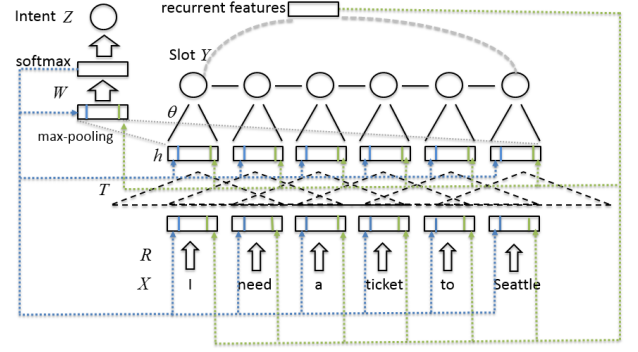 recurrent features
Intent Z
Slot Y
softmax
W
θ
max-pooling
h
T
R
X I need a ticket to Seattle